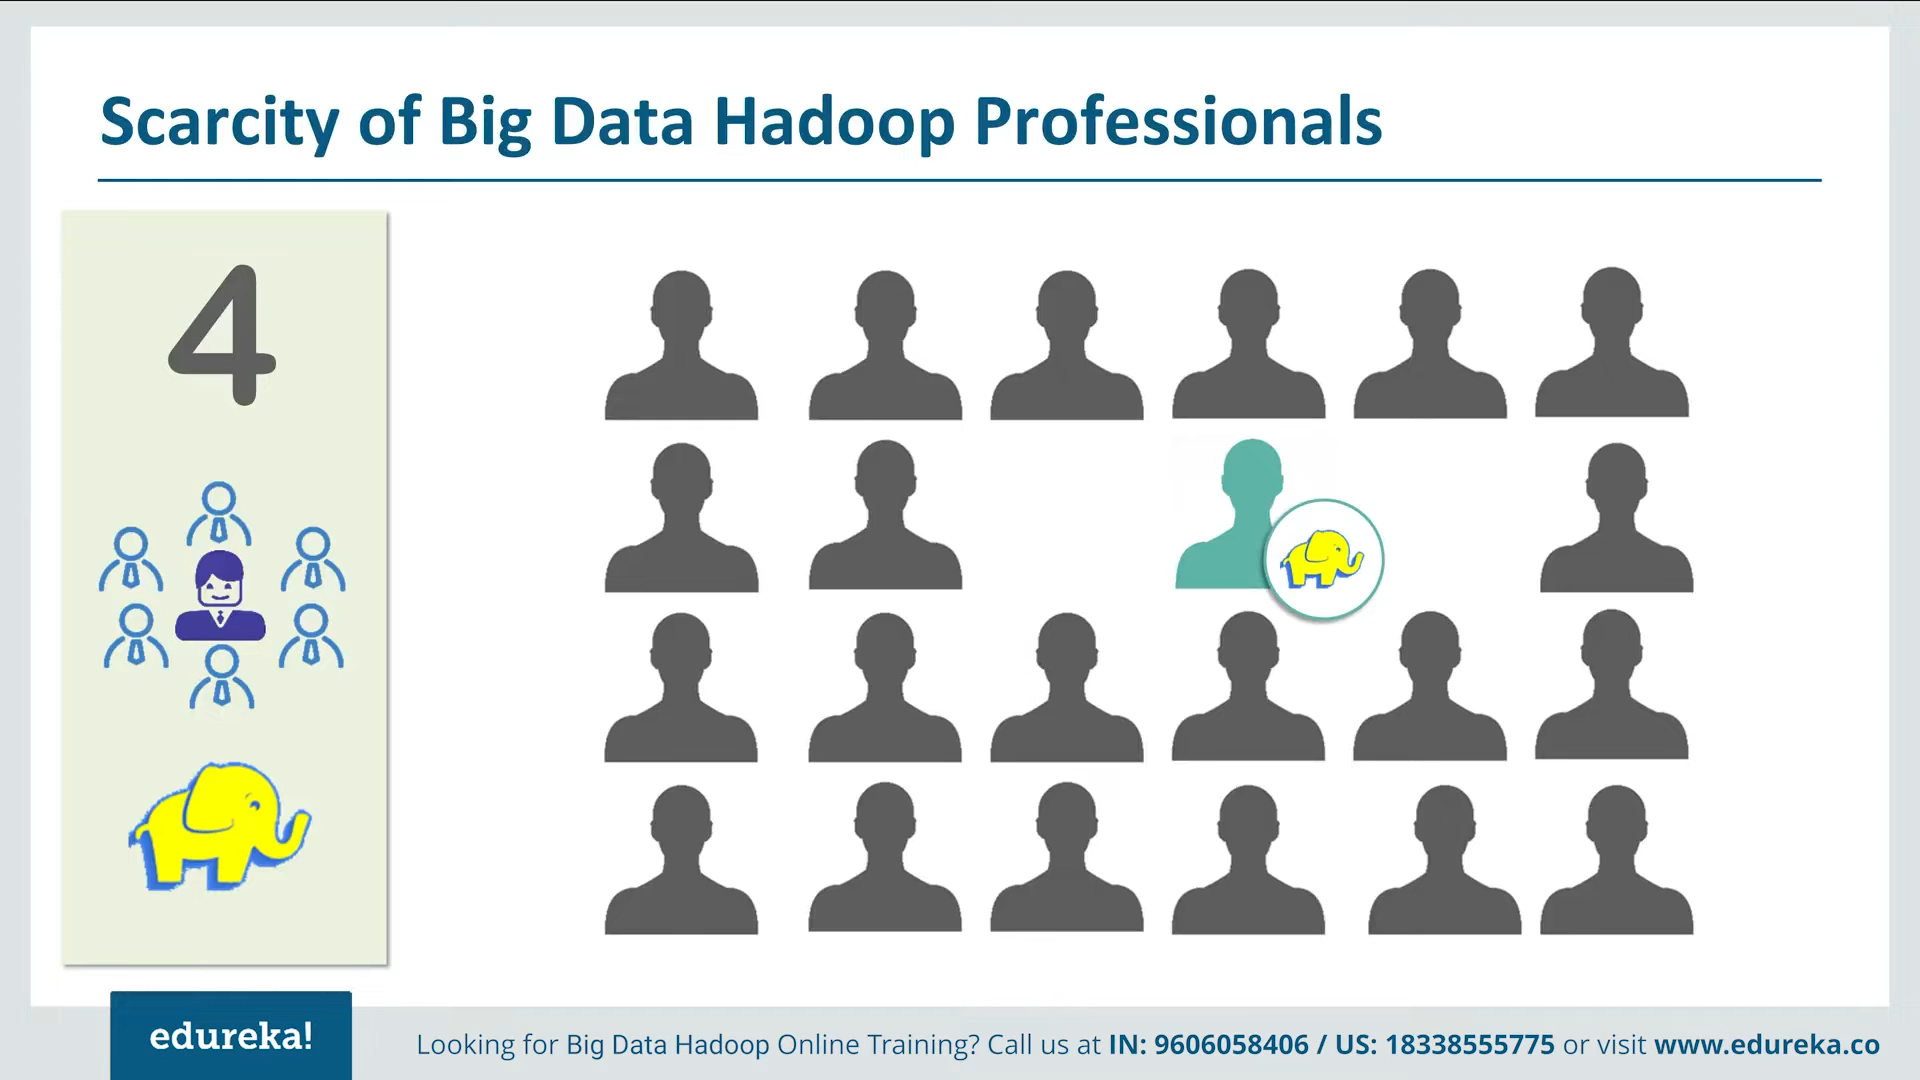 Scarcity of Big Data Hadoop Professionals
4
edureka!
Looking for Big Data Hadoop Online Training? Call us at IN: 9606058406 / US: 18338555775 or visit www.edureka.co